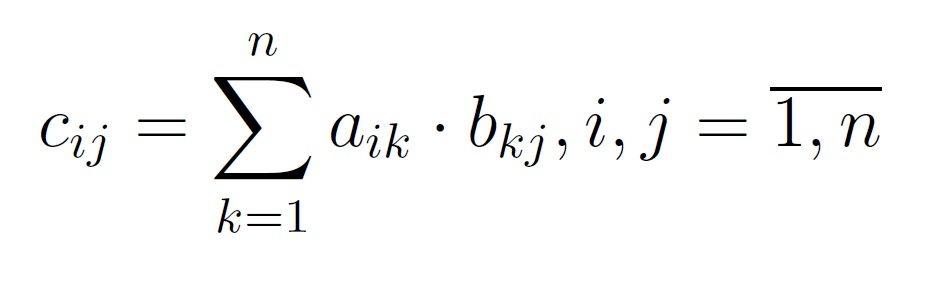 $c_{ij} = \sum_{k=1}^{n} a_{ik} \cdot b_{kj}, i, j = \overline{1, n}$